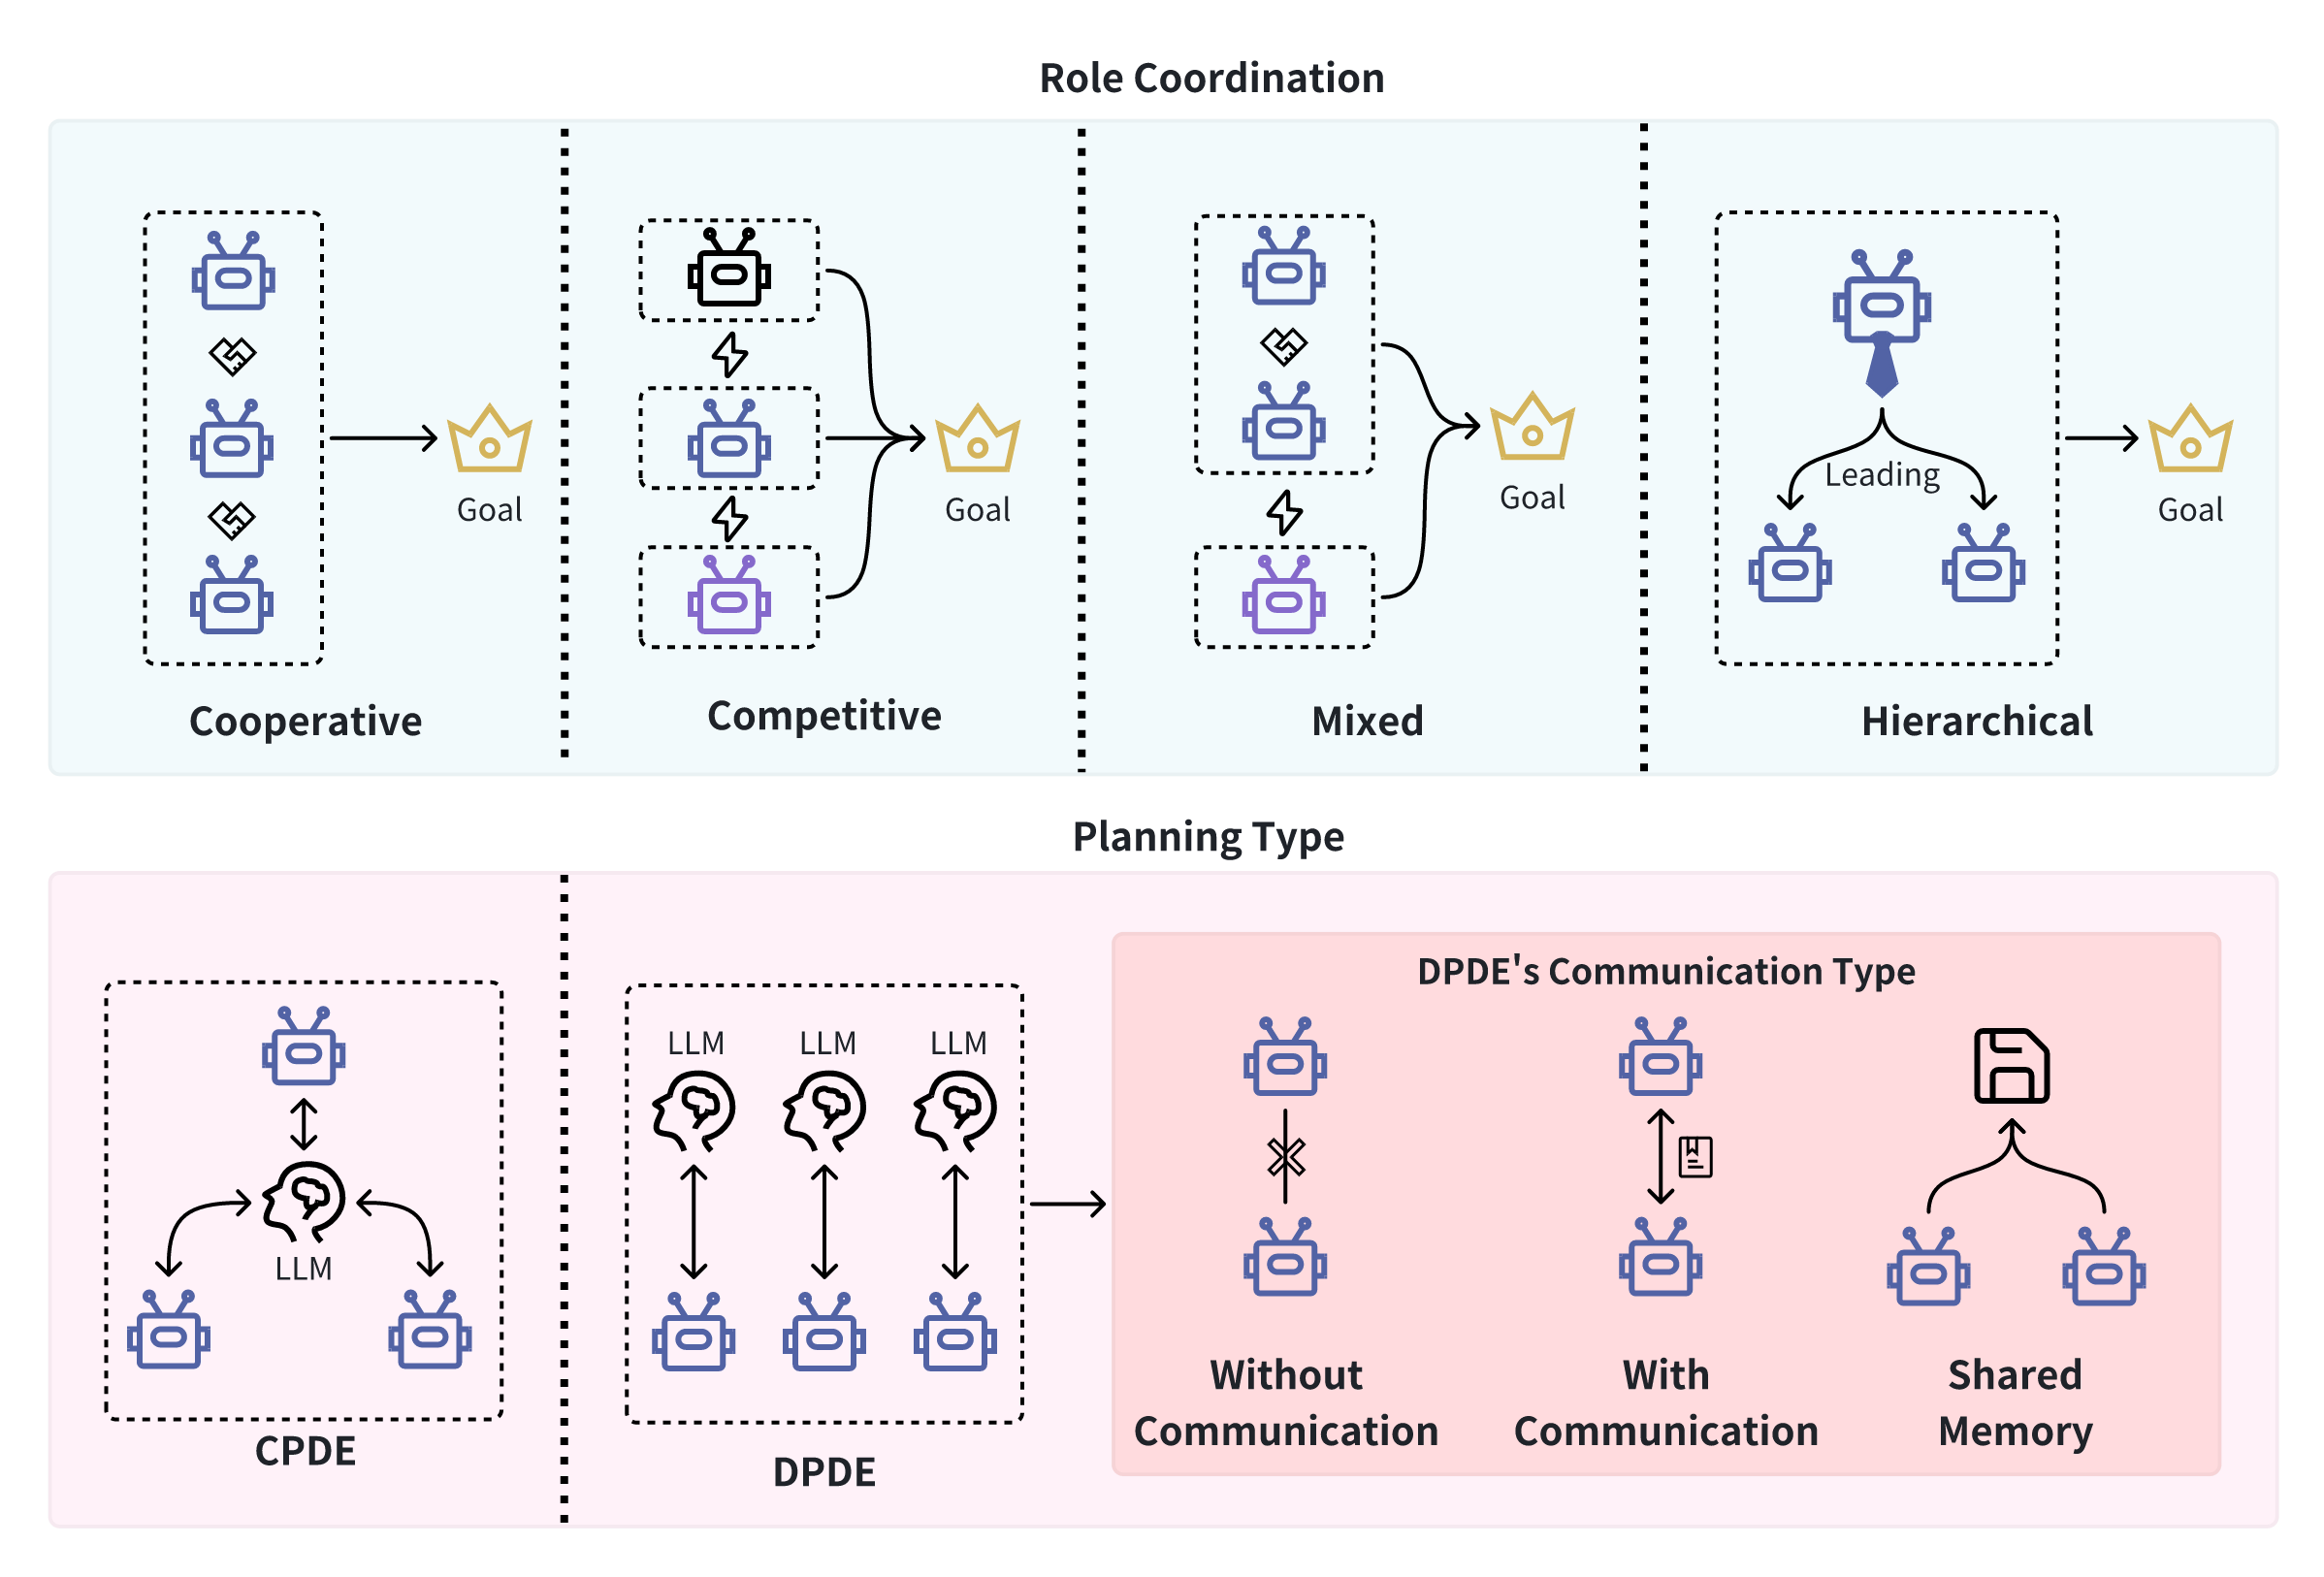 Role Coordination
Goal
Goal
Goal
Leading
Goal
Cooperative
Competitive
Mixed
Hierarchical
Planning Type
LLM
CPDE
LLM
LLM
LLM
DPDE
DPDE's Communication Type
Without
Communication
With
Communication
Shared
Memory